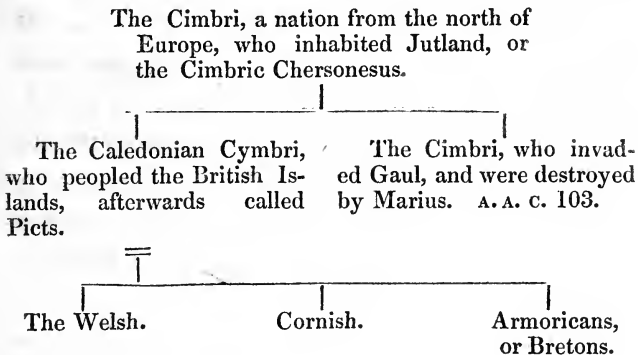 The Cimbri, a nation from the north of
Europe, who inhabited Jutland, or
the Cimbric Chersonesus.
The Caledonian Cymbri,
who peopled the British Is-
lands, afterwards called
Picts.
The Cimbri, who invad-
ed Gaul, and were destroyed
by Marius. A. A. C. 103.
The Welsh.
Cornish.
Armoricans,
or Bretons.